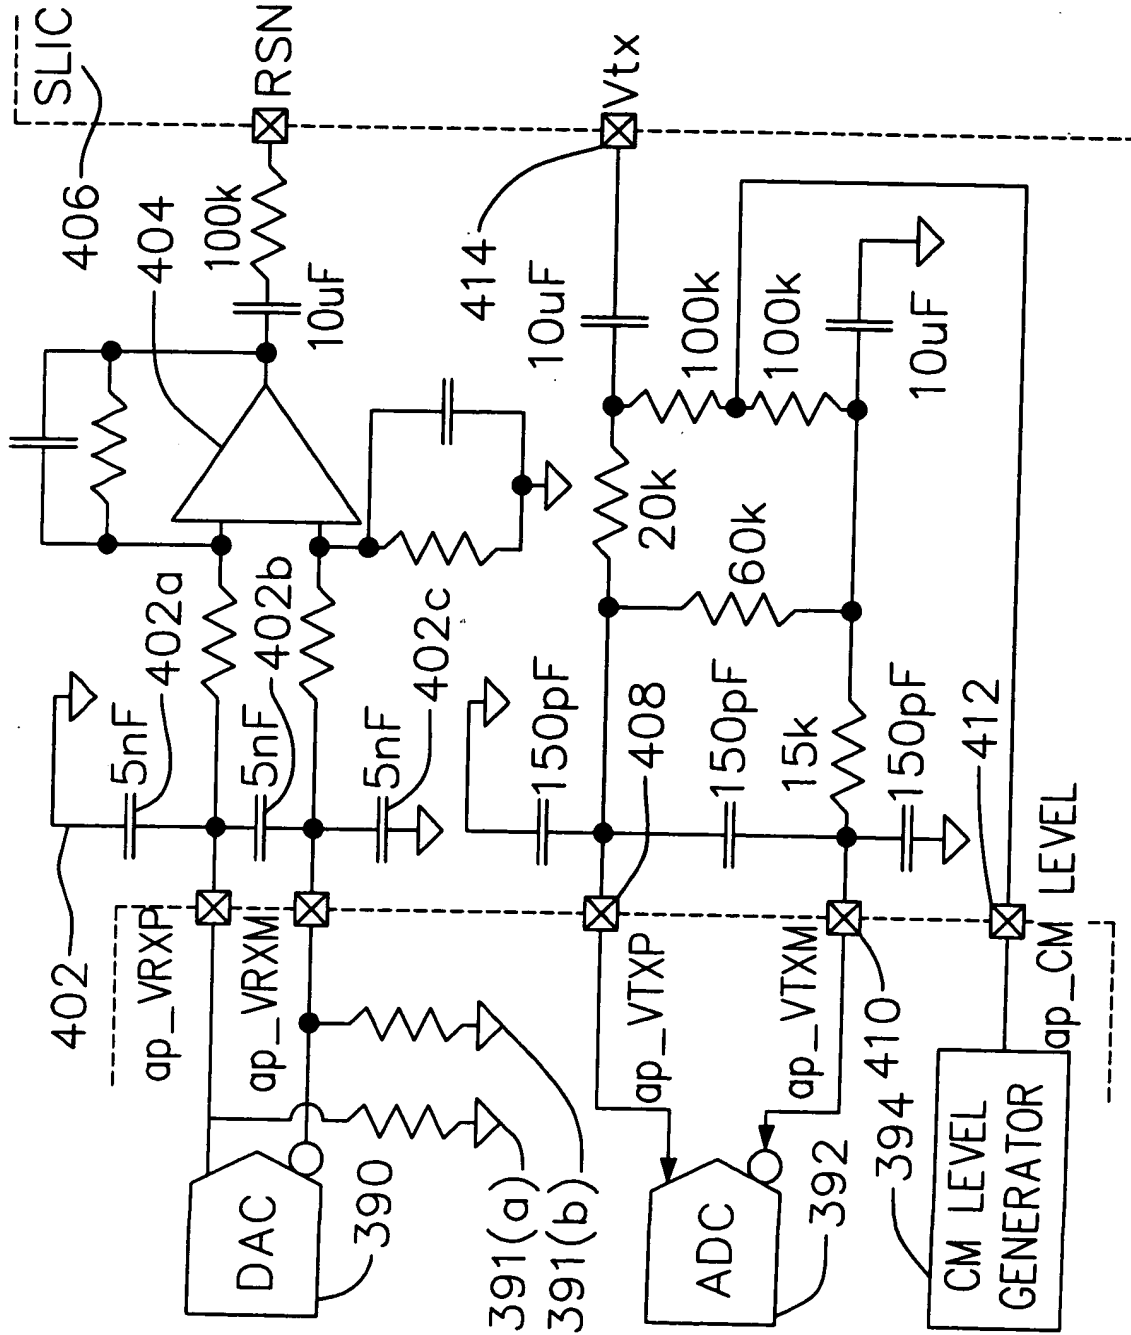 SLIC
406
404
RSN
100k
10uF
402
402a
5nF
402b
5nF
402c
5nF
ap_VRXP
ap_VRXM
DAC
390
391(a)
391(b)
414
Vtx
10uF
100k
100k
10uF
20k
60k
150pF
150pF
15k
150pF
408
412
ap_VTXP
ap_VTXM
410
ADC
392
394
CM LEVEL
GENERATOR
ap_CM LEVEL